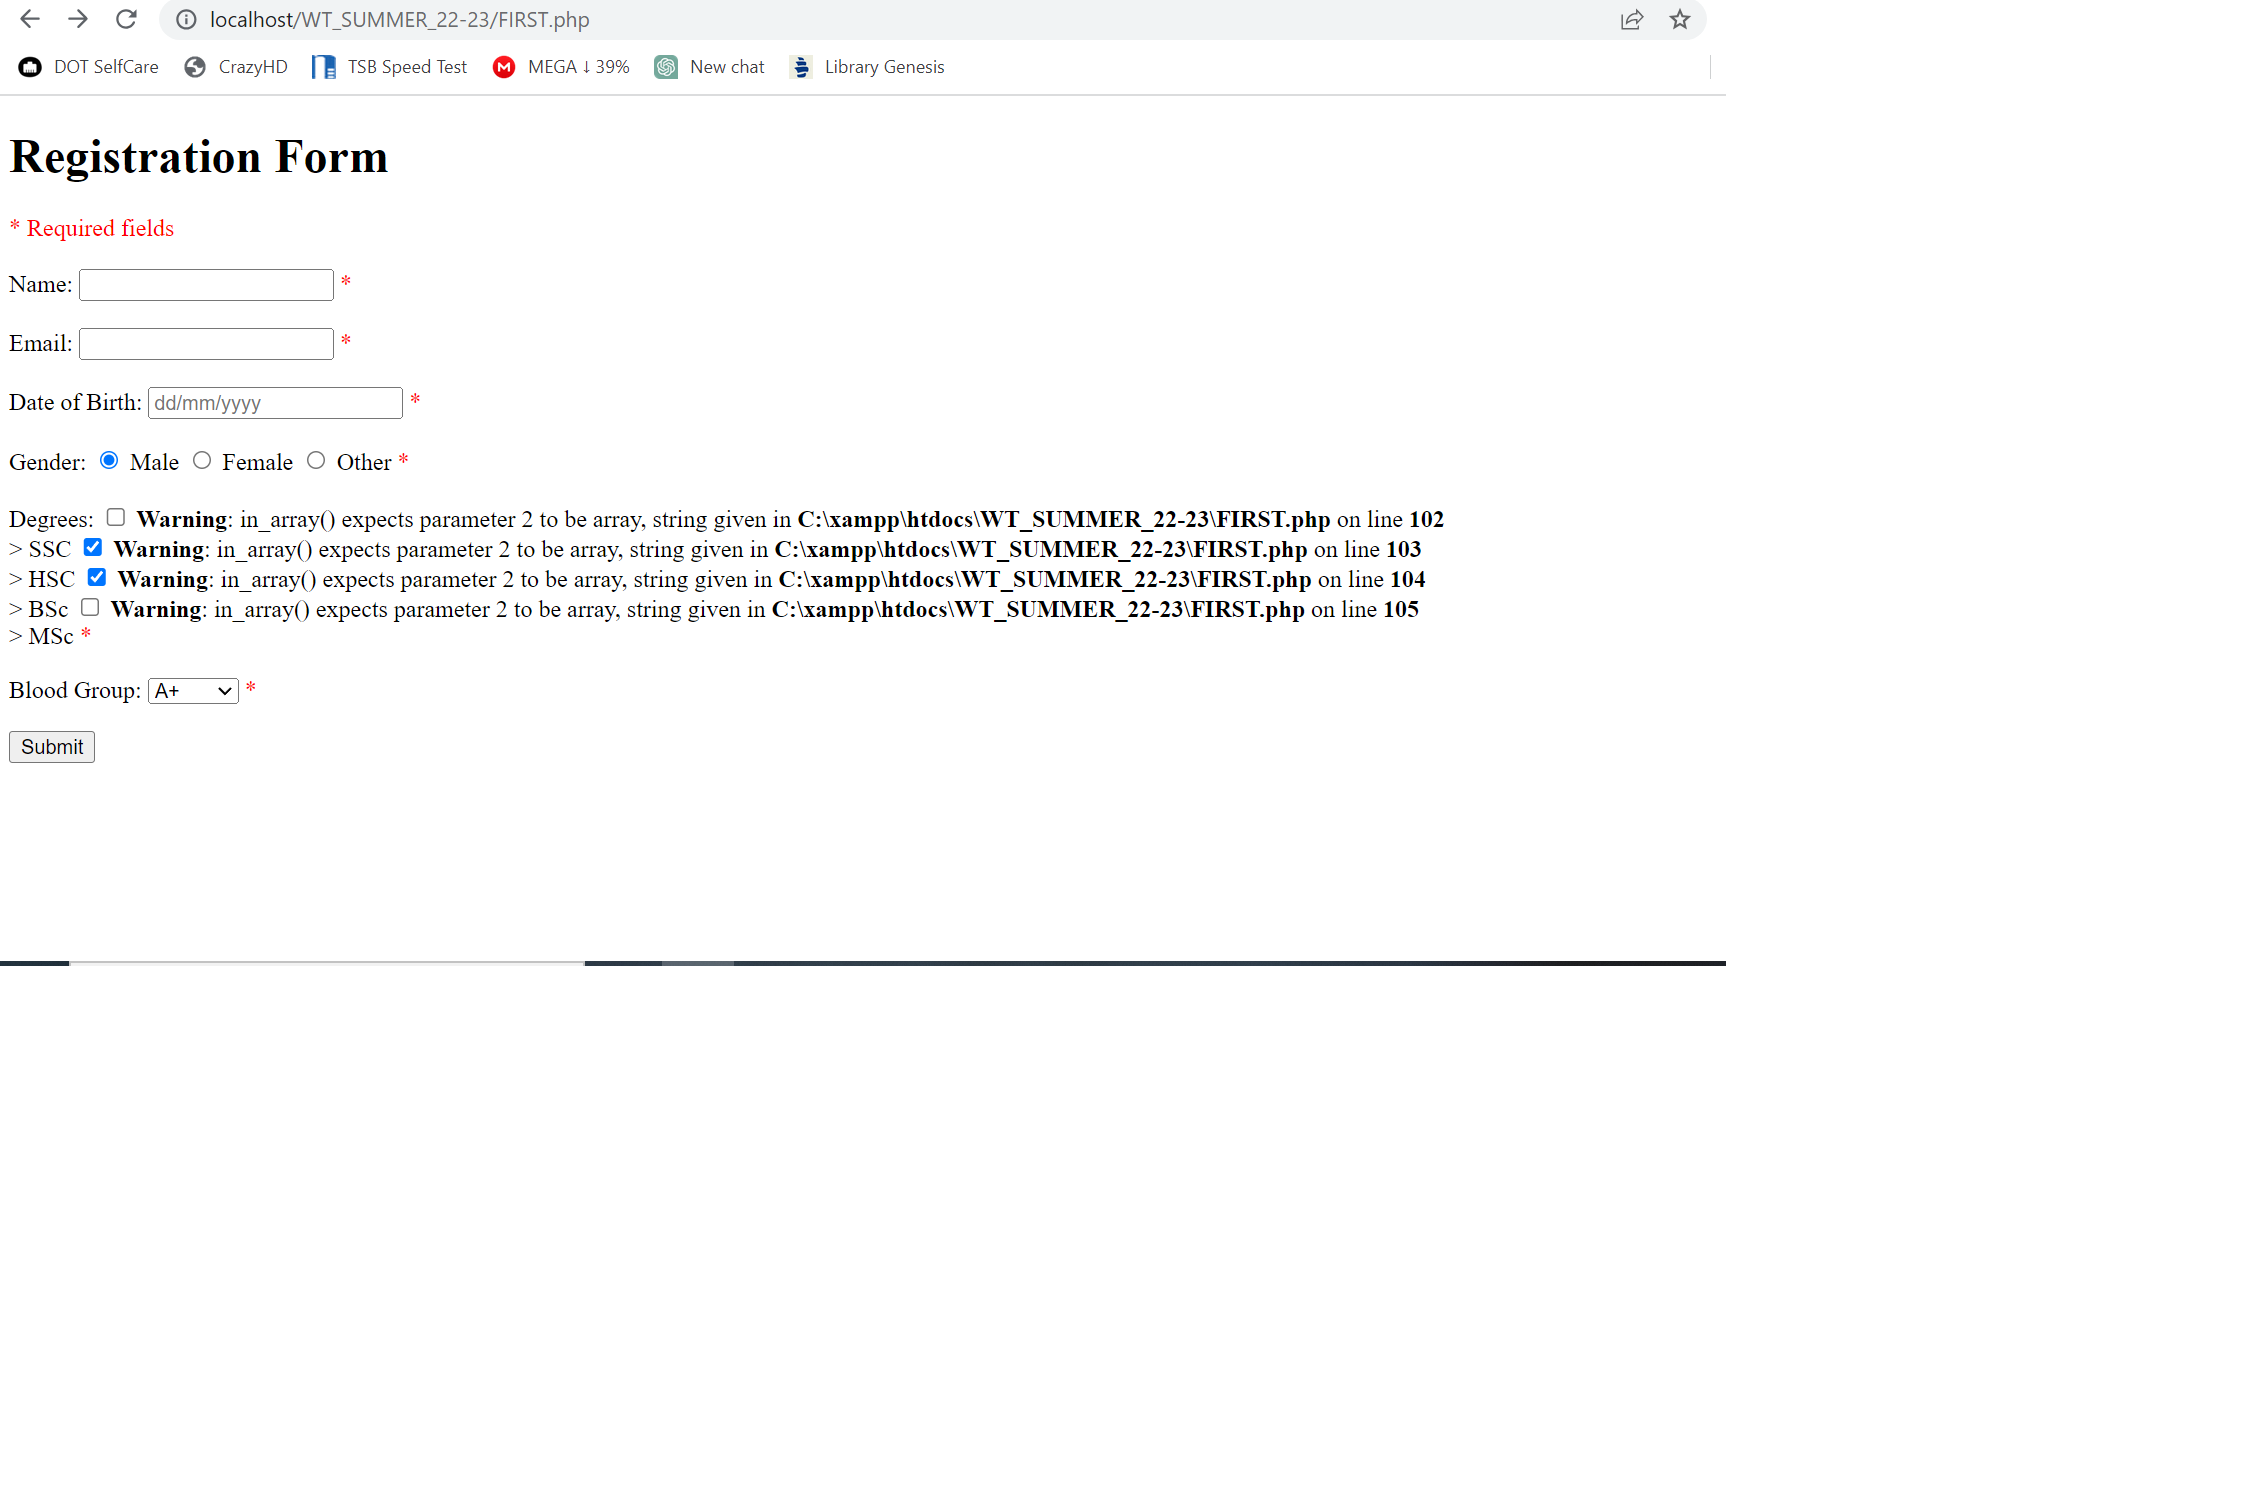 localhost/WT_SUMMER_22-23/FIRST.php
DOT SelfCare CrazyHD TSB Speed Test MEGA ↓ 39% New chat Library Genesis
Registration Form
* Required fields
Name: *
Email: *
Date of Birth: dd/mm/yyyy *
Gender: Male Female Other *
Degrees: Warning: in_array() expects parameter 2 to be array, string given in C:\xampp\htdocs\WT_SUMMER_22-23\FIRST.php on line 102
> SSC Warning: in_array() expects parameter 2 to be array, string given in C:\xampp\htdocs\WT_SUMMER_22-23\FIRST.php on line 103
> HSC Warning: in_array() expects parameter 2 to be array, string given in C:\xampp\htdocs\WT_SUMMER_22-23\FIRST.php on line 104
> BSc Warning: in_array() expects parameter 2 to be array, string given in C:\xampp\htdocs\WT_SUMMER_22-23\FIRST.php on line 105
> MSc *
Blood Group: A+ *
Submit